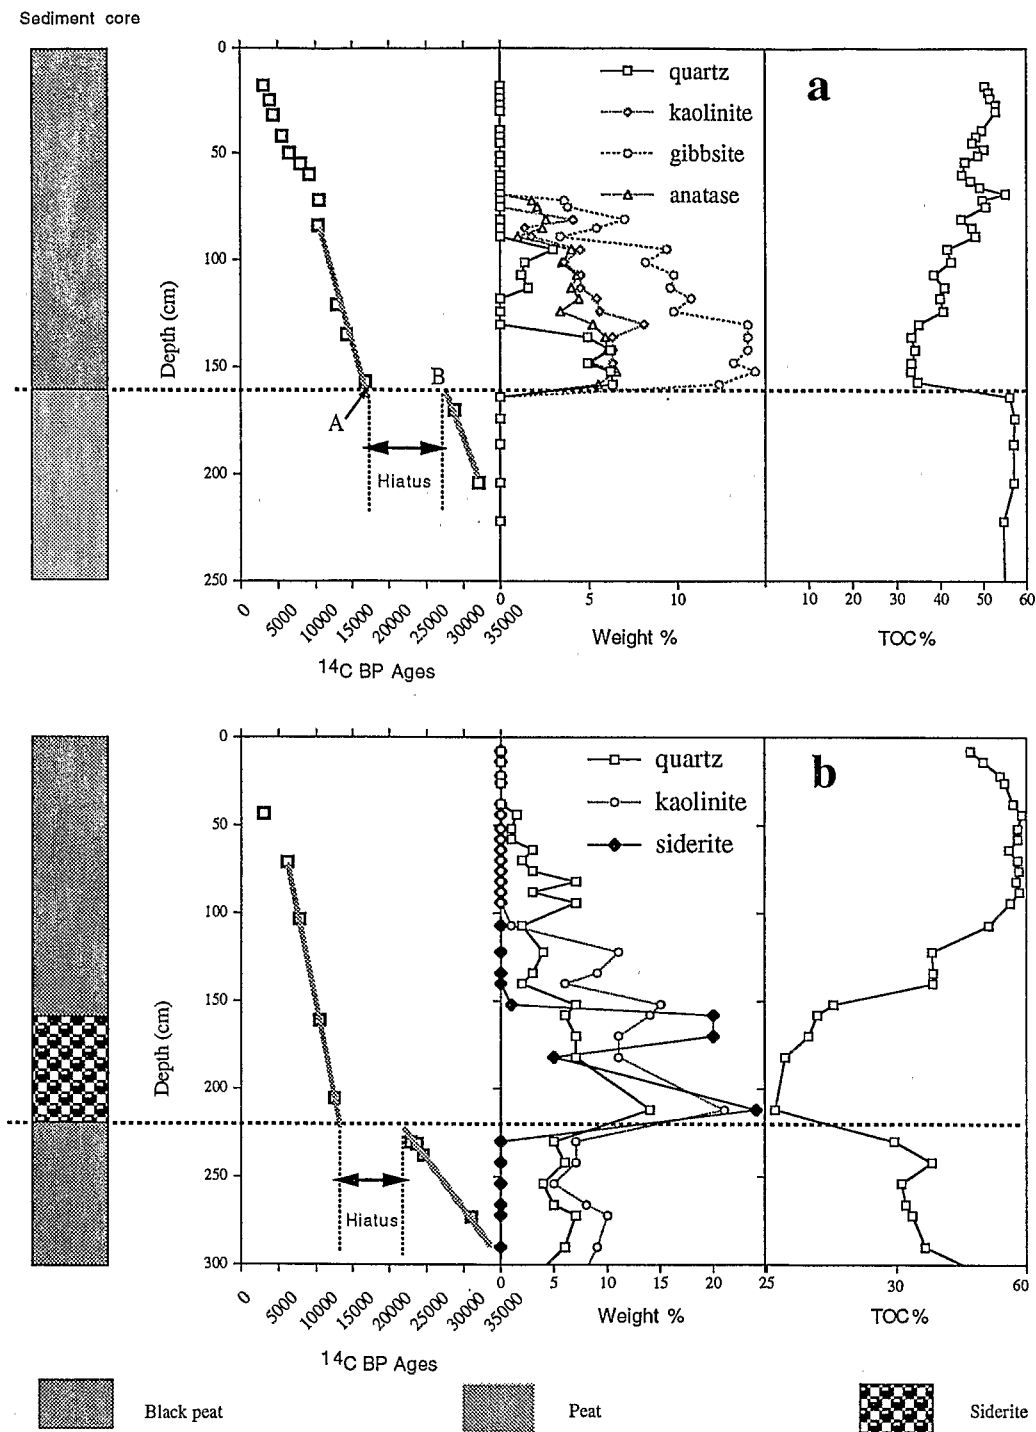 Sediment core
a
quartz
kaolinite
gibbsite
anatase
0
50
100
150
200
250
Depth (cm)
A
B
Hiatus
0
5000
10000
15000
20000
25000
30000
35000
14C BP Ages
0
5
10
Weight %
10
20
30
40
50
60
TOC %
b
quartz
kaolinite
siderite
0
50
100
150
200
250
300
Depth (cm)
Hiatus
0
5000
10000
15000
20000
25000
30000
35000
14C BP Ages
0
5
10
15
20
25
Weight %
30
60
TOC %
Black peat
Peat
Siderite